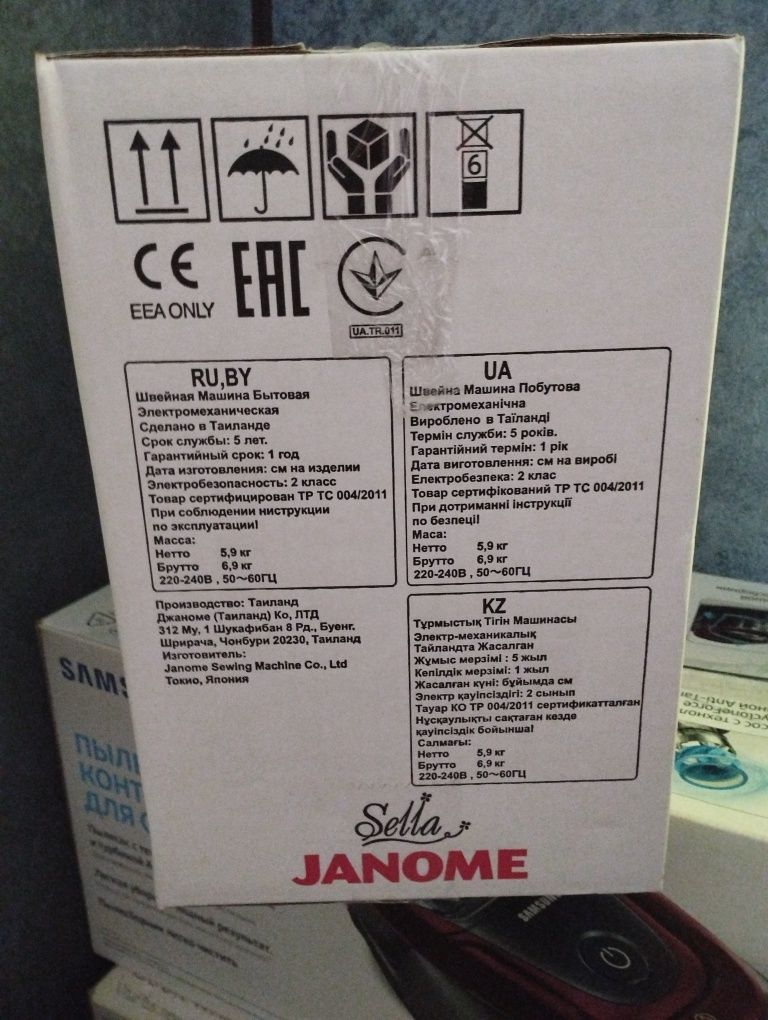 6
CE
EEA ONLY
EAC
UA.TR.011
RU,BY
Швейная Машина Бытовая
Электромеханическая
Сделано в Таиланде
Срок службы: 5 лет.
Гарантийный срок: 1 год
Дата изготовления: см на изделии
Электробезопасность: 2 класс
Товар сертифицирован ТР ТС 004/2011
При соблюдении ниструкции
по эксплуатации!
Масса:
Нетто 5,9 кг
Брутто 6,9 кг
220-240В , 50~60ГЦ
UA
Швейна Машина Побутова
Електромеханічна
Вироблено в Таїланді
Термін служби: 5 років.
Гарантійний термін: 1 рік
Дата виготовлення: см на виробі
Електробезпека: 2 клас
Товар сертифікований ТР ТС 004/2011
При дотриманні інструкції
по безпеці!
Маса:
Нетто 5,9 кг
Брутто 6,9 кг
220-240В , 50~60ГЦ
Производство: Таиланд
Джаноме (Таиланд) Ко, ЛТД
312 Му, 1 Шукафибан 8 Рд., Буенг.
Шрирача, Чонбури 20230, Таиланд
Изготовитель:
Janome Sewing Machine Co., Ltd
Токио, Япония
KZ
Тұрмыстық Тігін Машинасы
Электр-механикалық
Тайландта Жасалған
Жұмыс мерзімі : 5 жыл
Кепілдік мерзімі: 1 жыл
Жасалған күні: бұйымда см
Электр қауіпсіздігі: 2 сынып
Тауар КО ТР 004/2011 сертификатталған
Нұсқаулықты сақтаған кезде
қауіпсіздік бойынша!
Салмағы:
Нетто 5,9 кг
Брутто 6,9 кг
220-240В , 50~60ГЦ
Sella
JANOME
SAMS
ПЫЛ
КОНТ
ДЛЯ
SAMSUNG